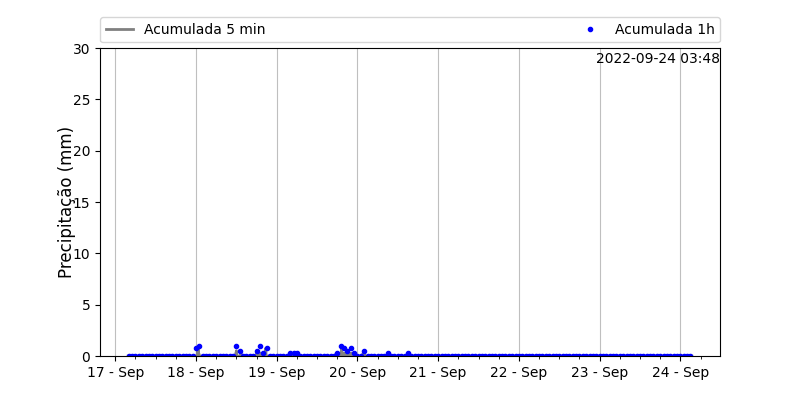 Acumulada 5 min
Acumulada 1h
2022-09-24 03:48
Precipitação (mm)
30
25
20
15
10
5
0
17 - Sep
18 - Sep
19 - Sep
20 - Sep
21 - Sep
22 - Sep
23 - Sep
24 - Sep